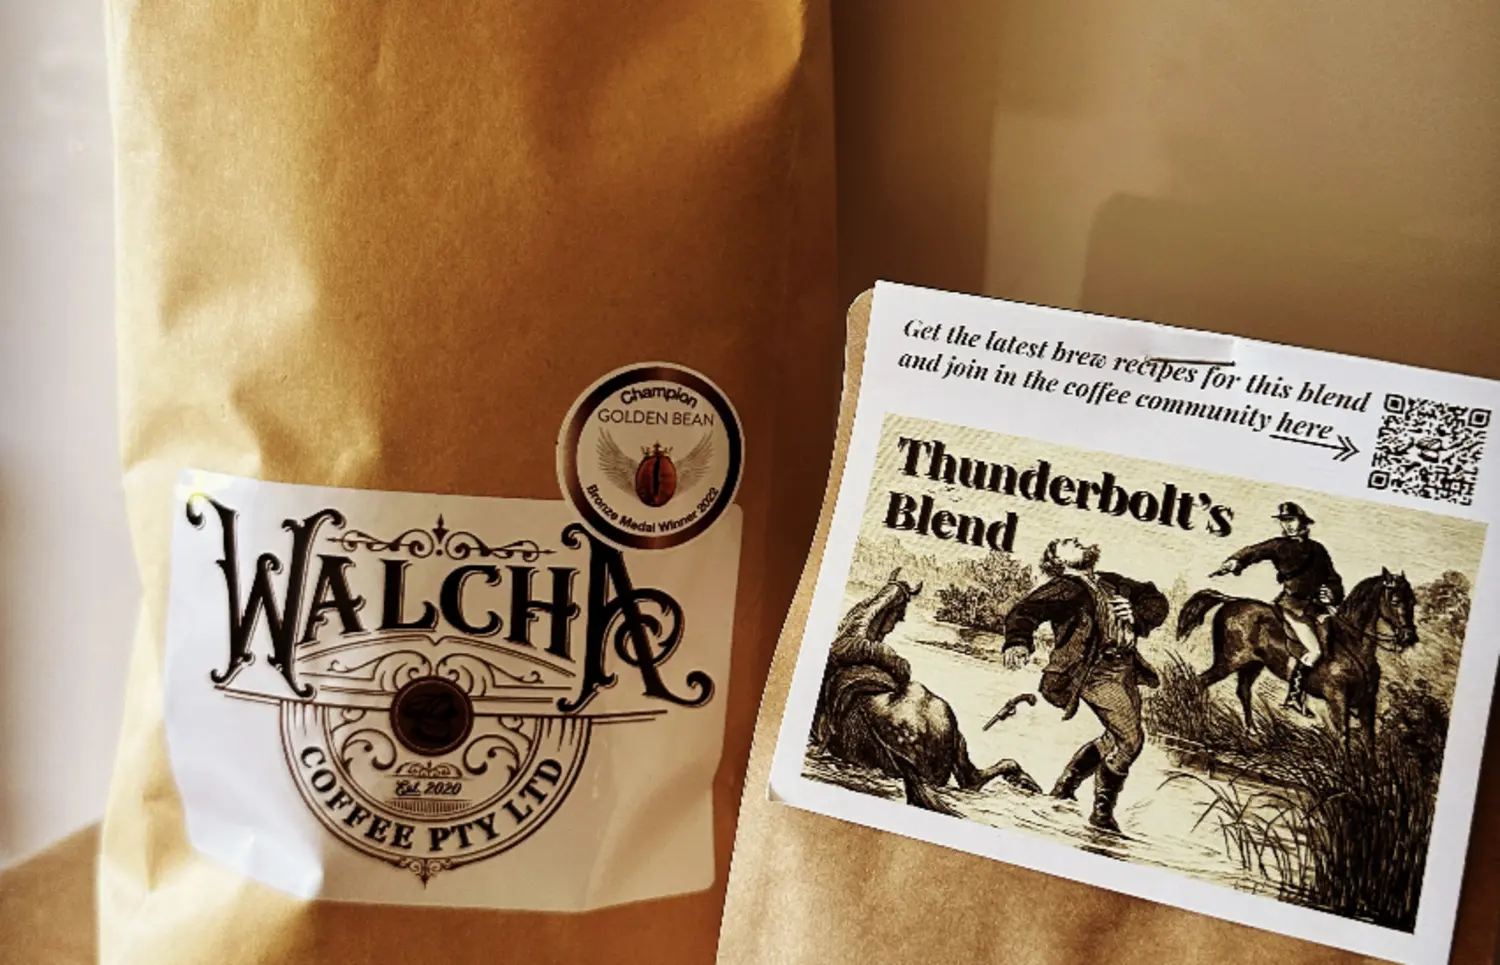 Champion
GOLDEN BEAN
Bronze Medal Winner 2022
WALCHA
Est. 2020
COFFEE PTY LTD
Get the latest brew recipes for this blend
and join in the coffee community here
Thunderbolt's
Blend